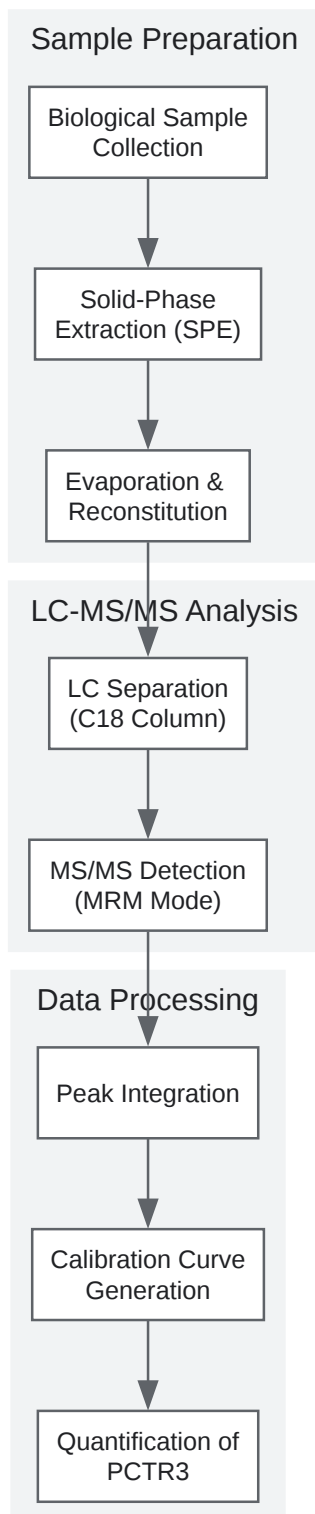 Sample Preparation
Biological Sample
Collection
Solid-Phase
Extraction (SPE)
Evaporation &
Reconstitution
LC-MS/MS Analysis
LC Separation
(C18 Column)
MS/MS Detection
(MRM Mode)
Data Processing
Peak Integration
Calibration Curve
Generation
Quantification of
PCTR3